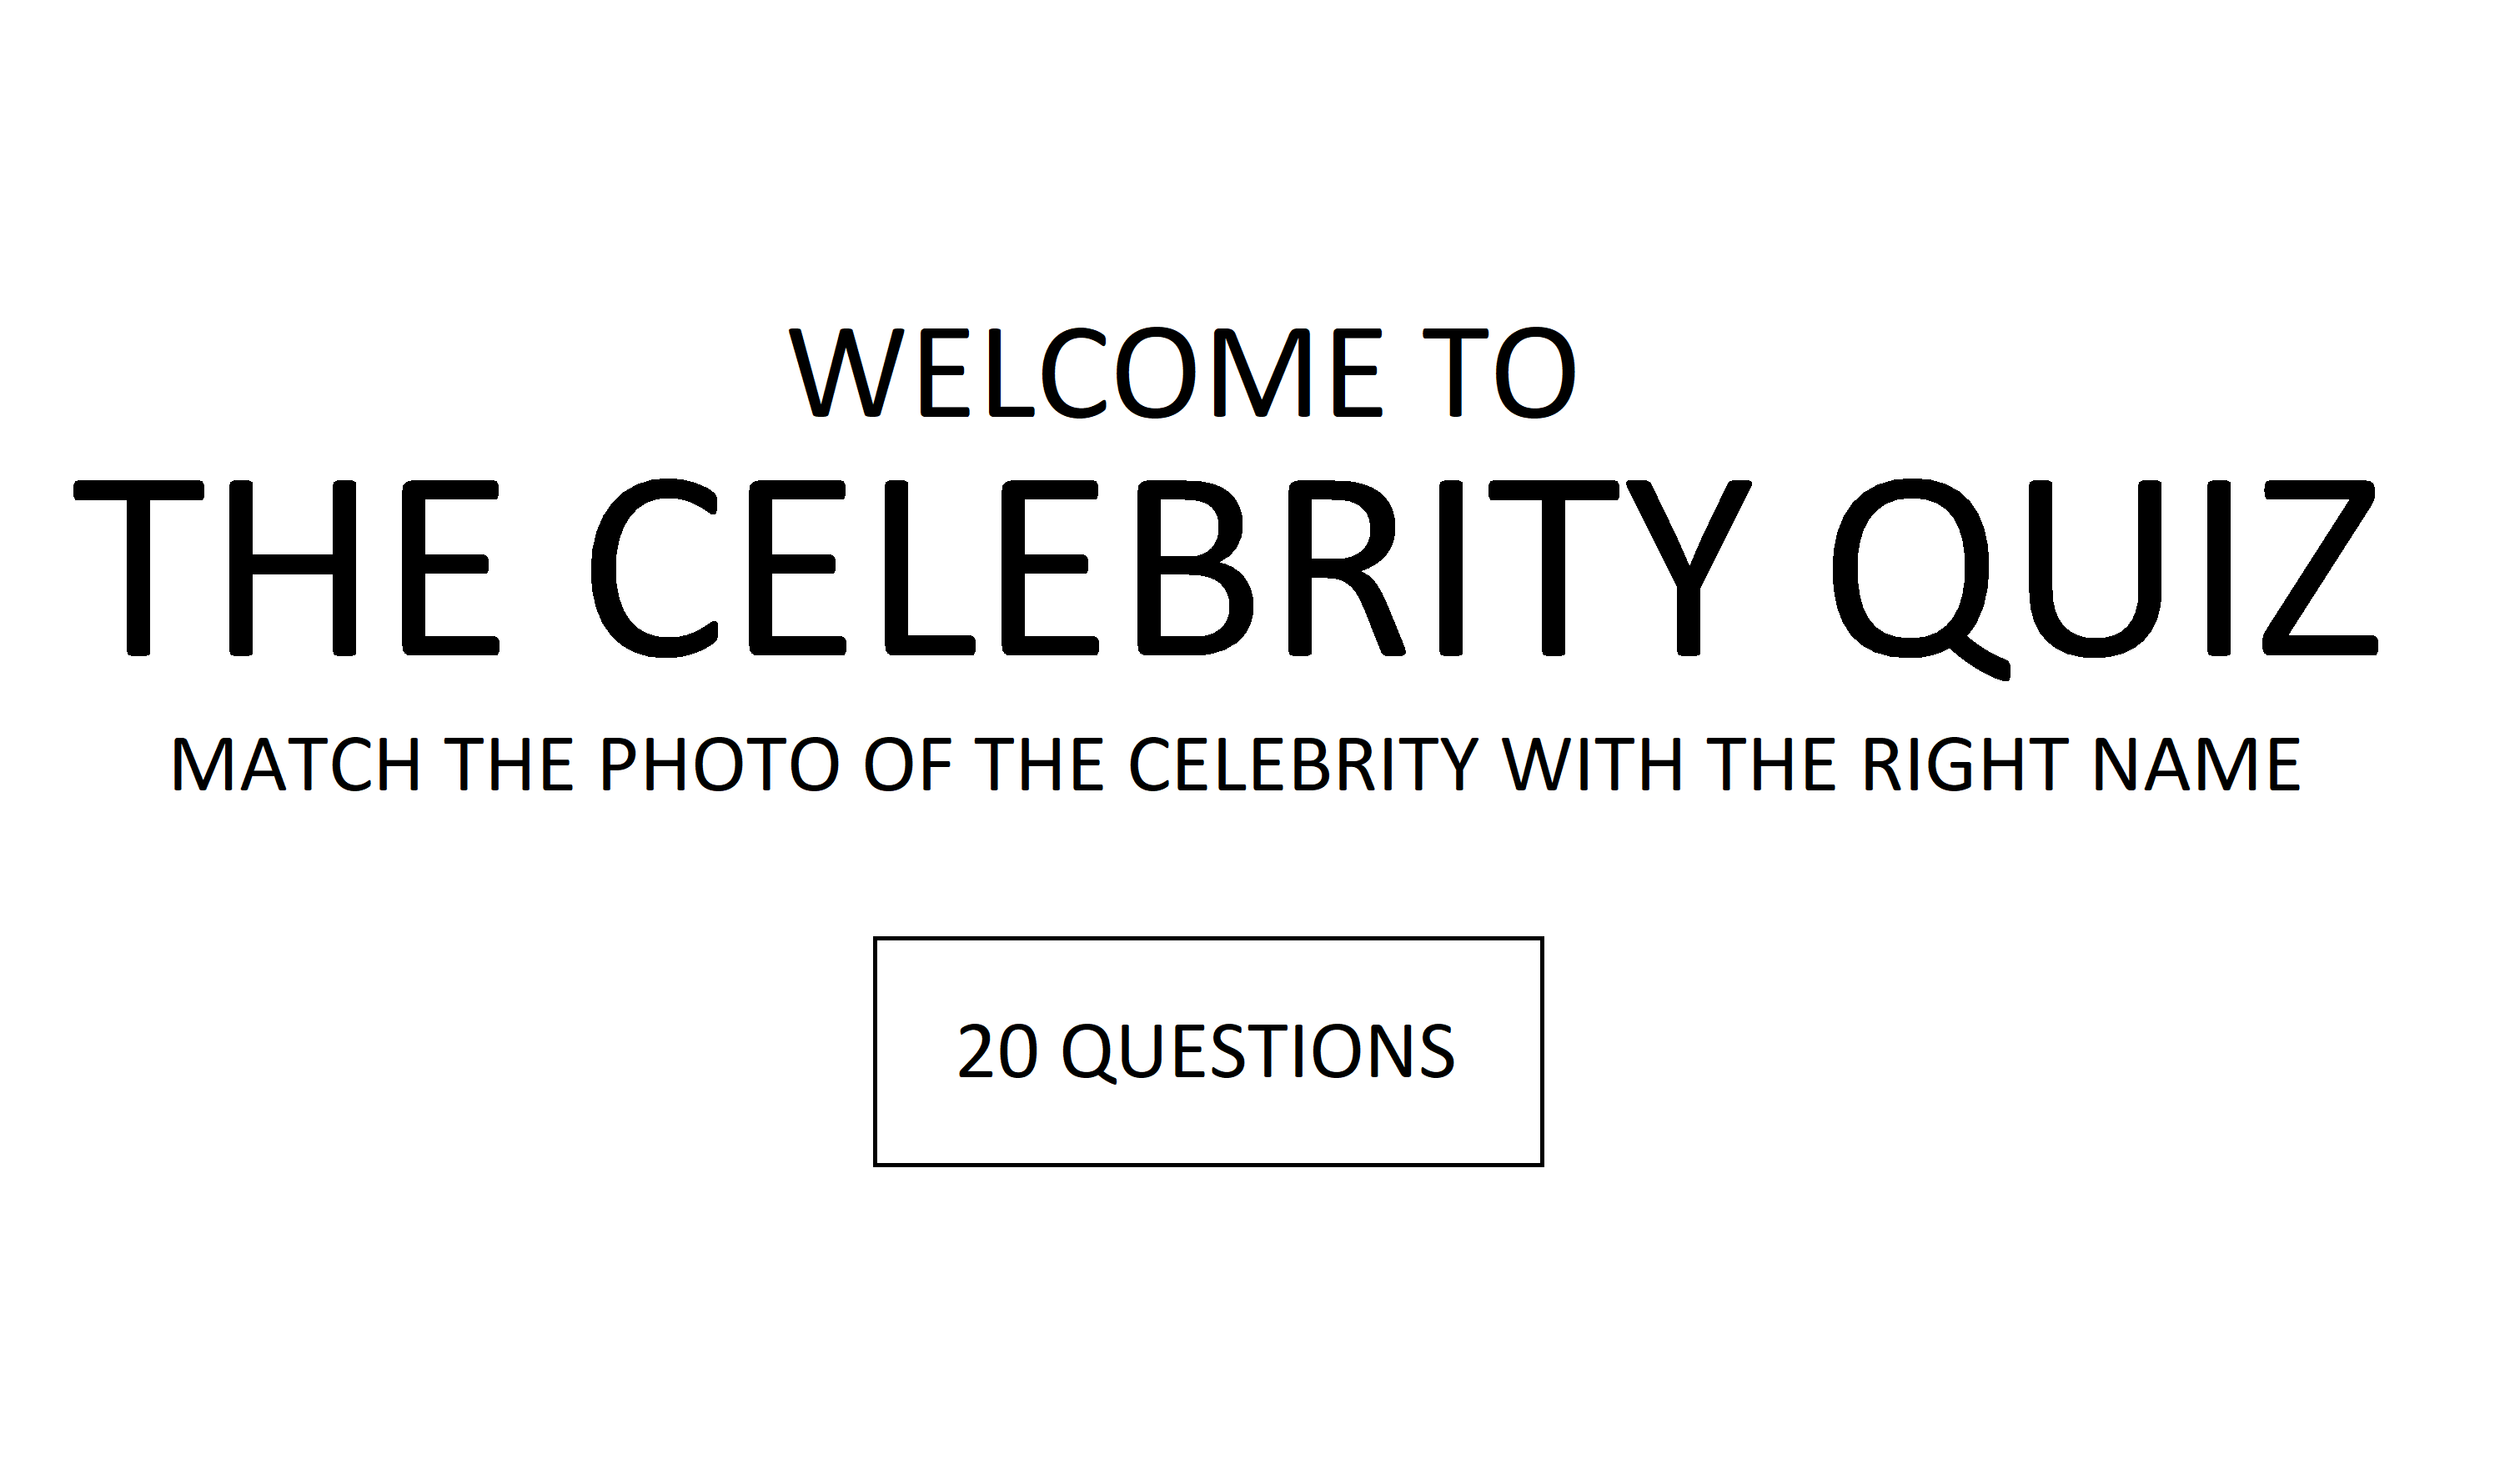 WELCOME TO
THE CELEBRITY QUIZ
MATCH THE PHOTO OF THE CELEBRITY WITH THE RIGHT NAME
20 QUESTIONS